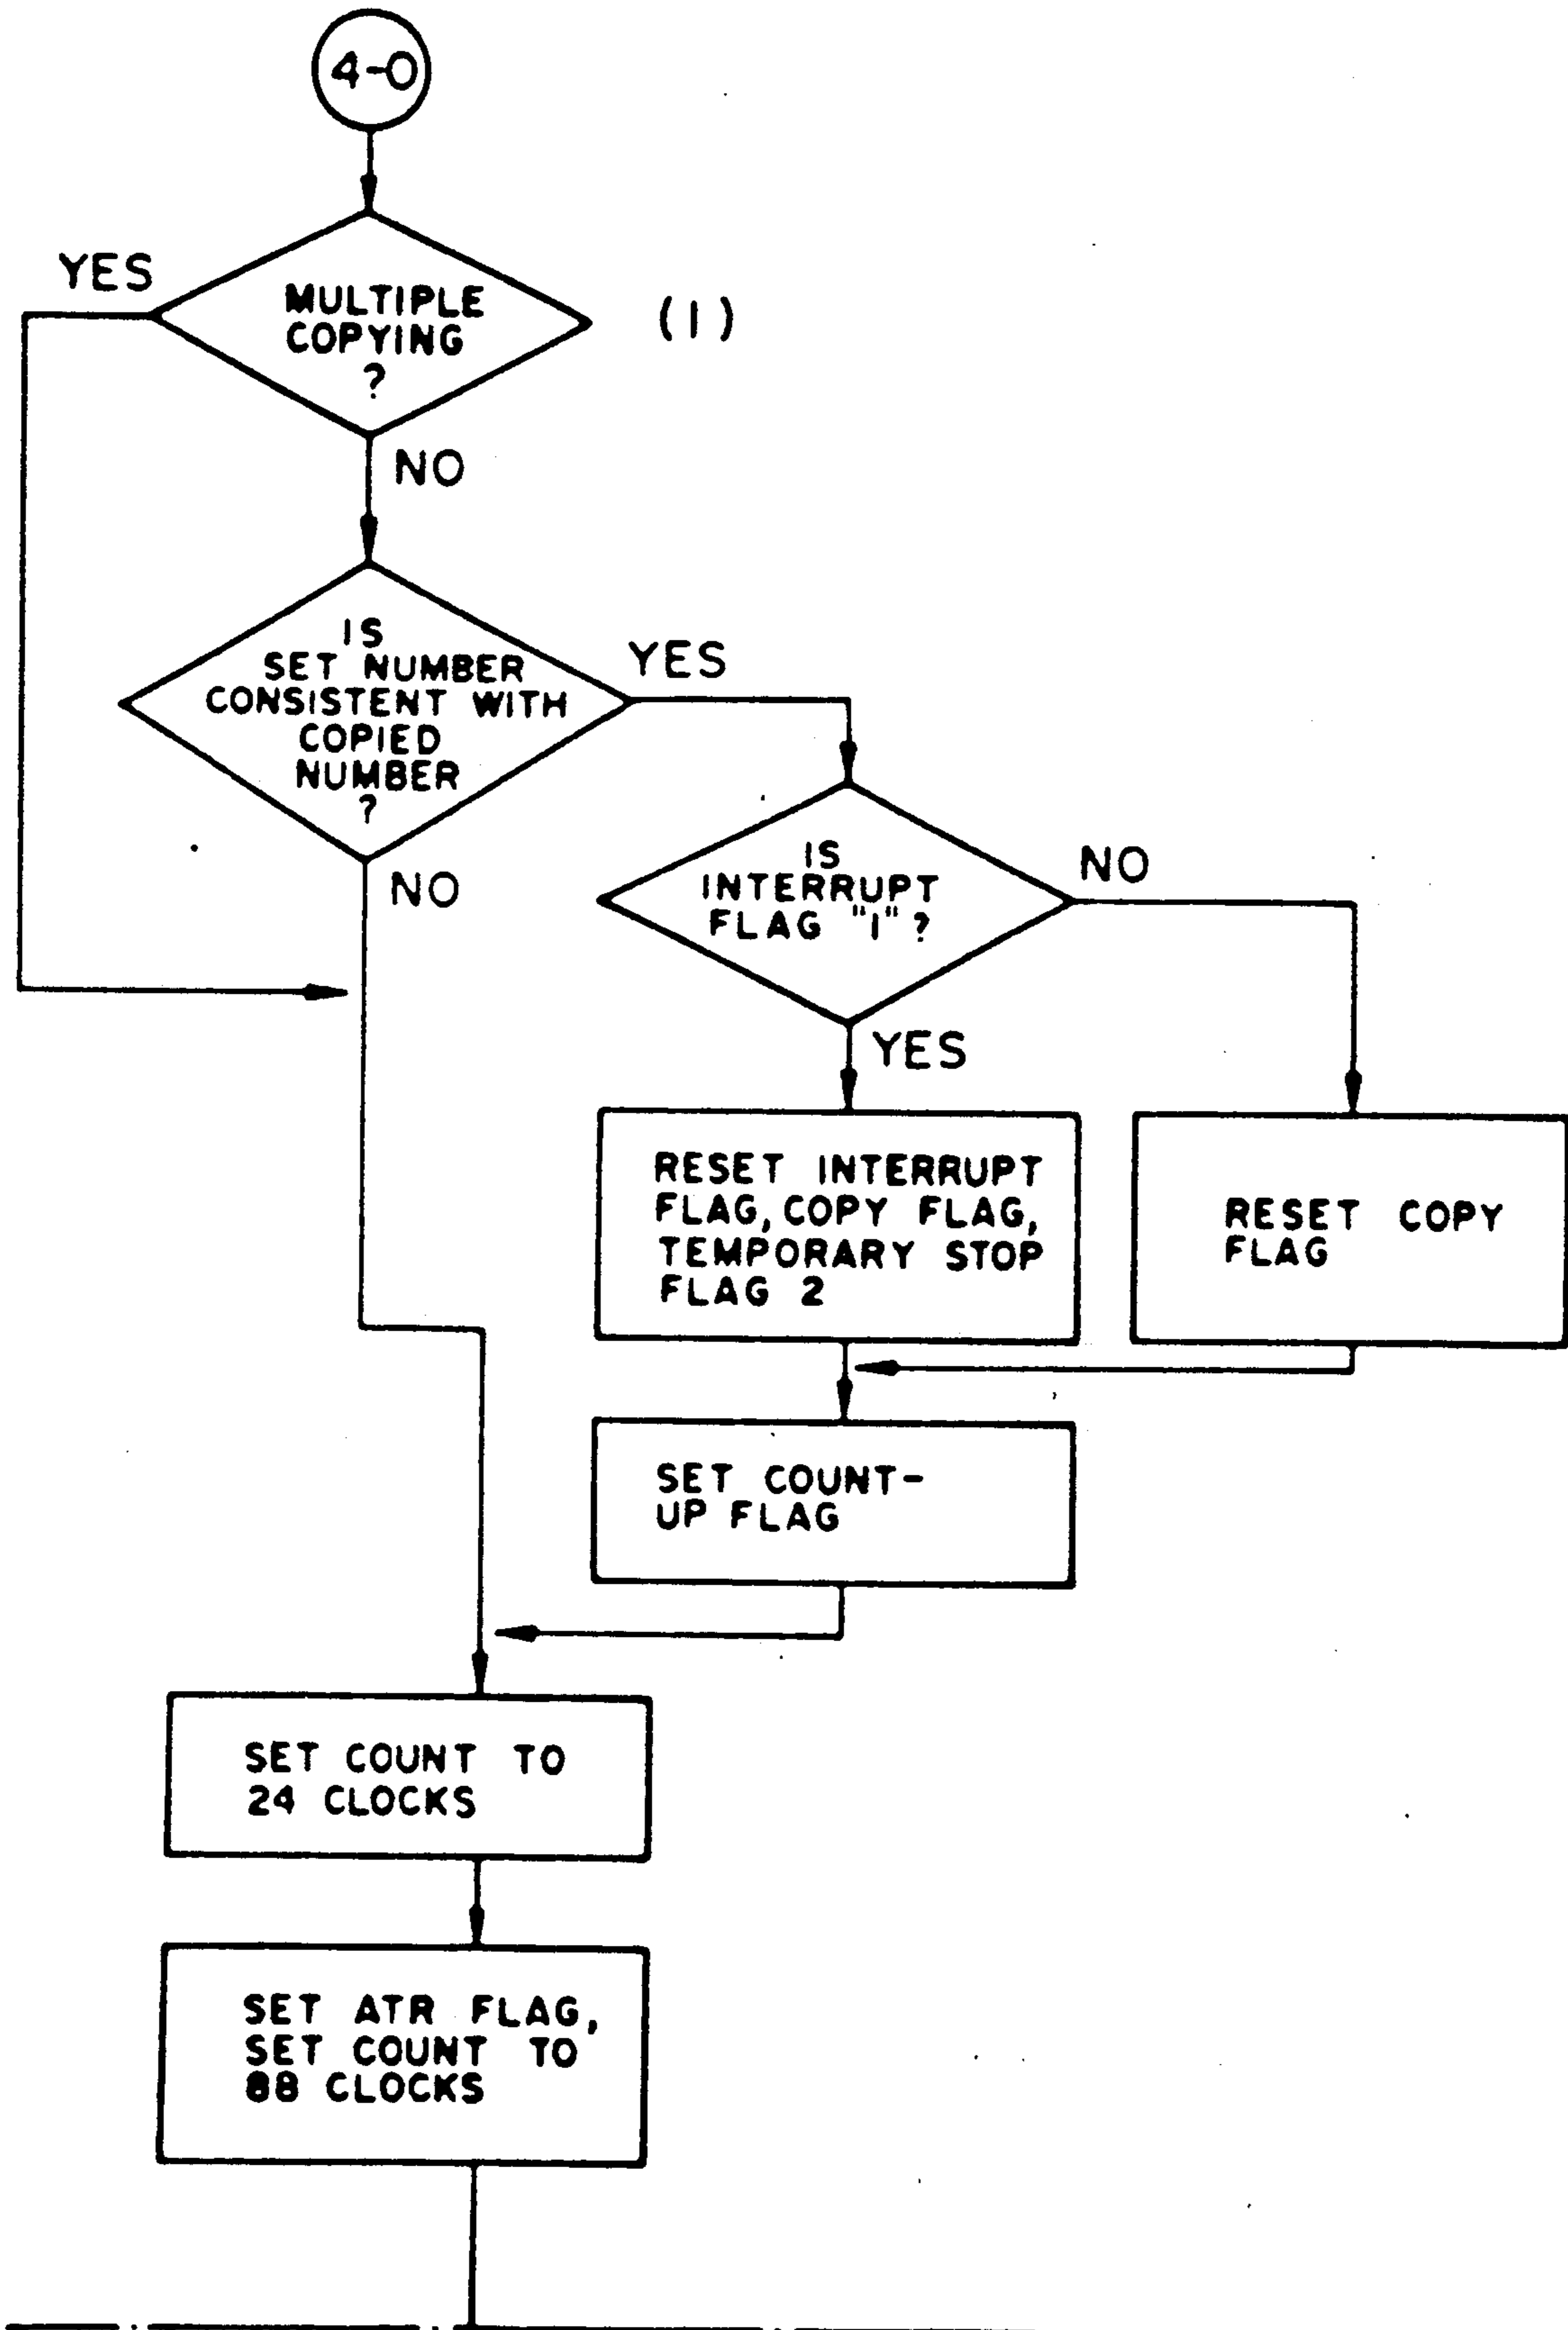 4-0
YES
MULTIPLE
COPYING
?
(1)
NO
IS
SET NUMBER
CONSISTENT WITH
COPIED
NUMBER
?
YES
NO
IS
INTERRUPT
FLAG "1" ?
NO
YES
RESET INTERRUPT
FLAG, COPY FLAG,
TEMPORARY STOP
FLAG 2
RESET COPY
FLAG
SET COUNT-
UP FLAG
SET COUNT TO
24 CLOCKS
SET ATR FLAG,
SET COUNT TO
88 CLOCKS